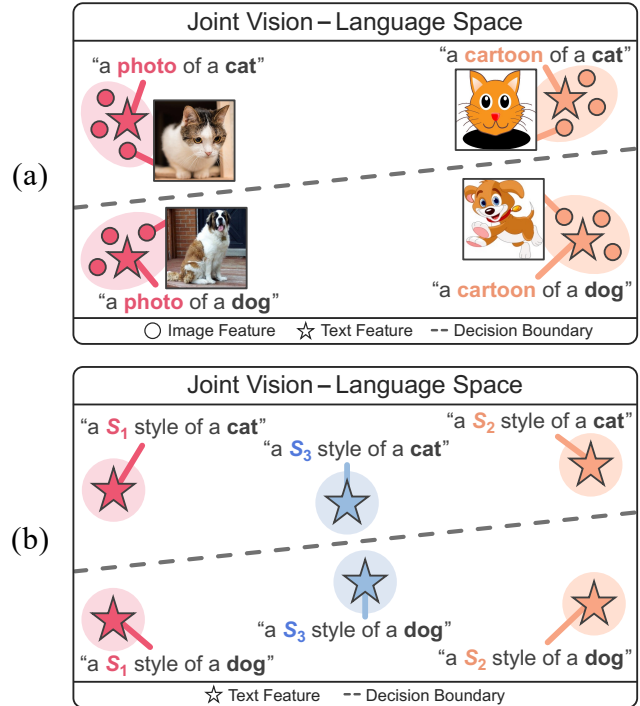 (a)
Joint Vision – Language Space
“a photo of a cat”
“a cartoon of a cat”
“a photo of a dog”
“a cartoon of a dog”
Image Feature
Text Feature
Decision Boundary
(b)
Joint Vision – Language Space
“a S1 style of a cat”
“a S3 style of a cat”
“a S2 style of a cat”
“a S1 style of a dog”
“a S3 style of a dog”
“a S2 style of a dog”
Text Feature
Decision Boundary